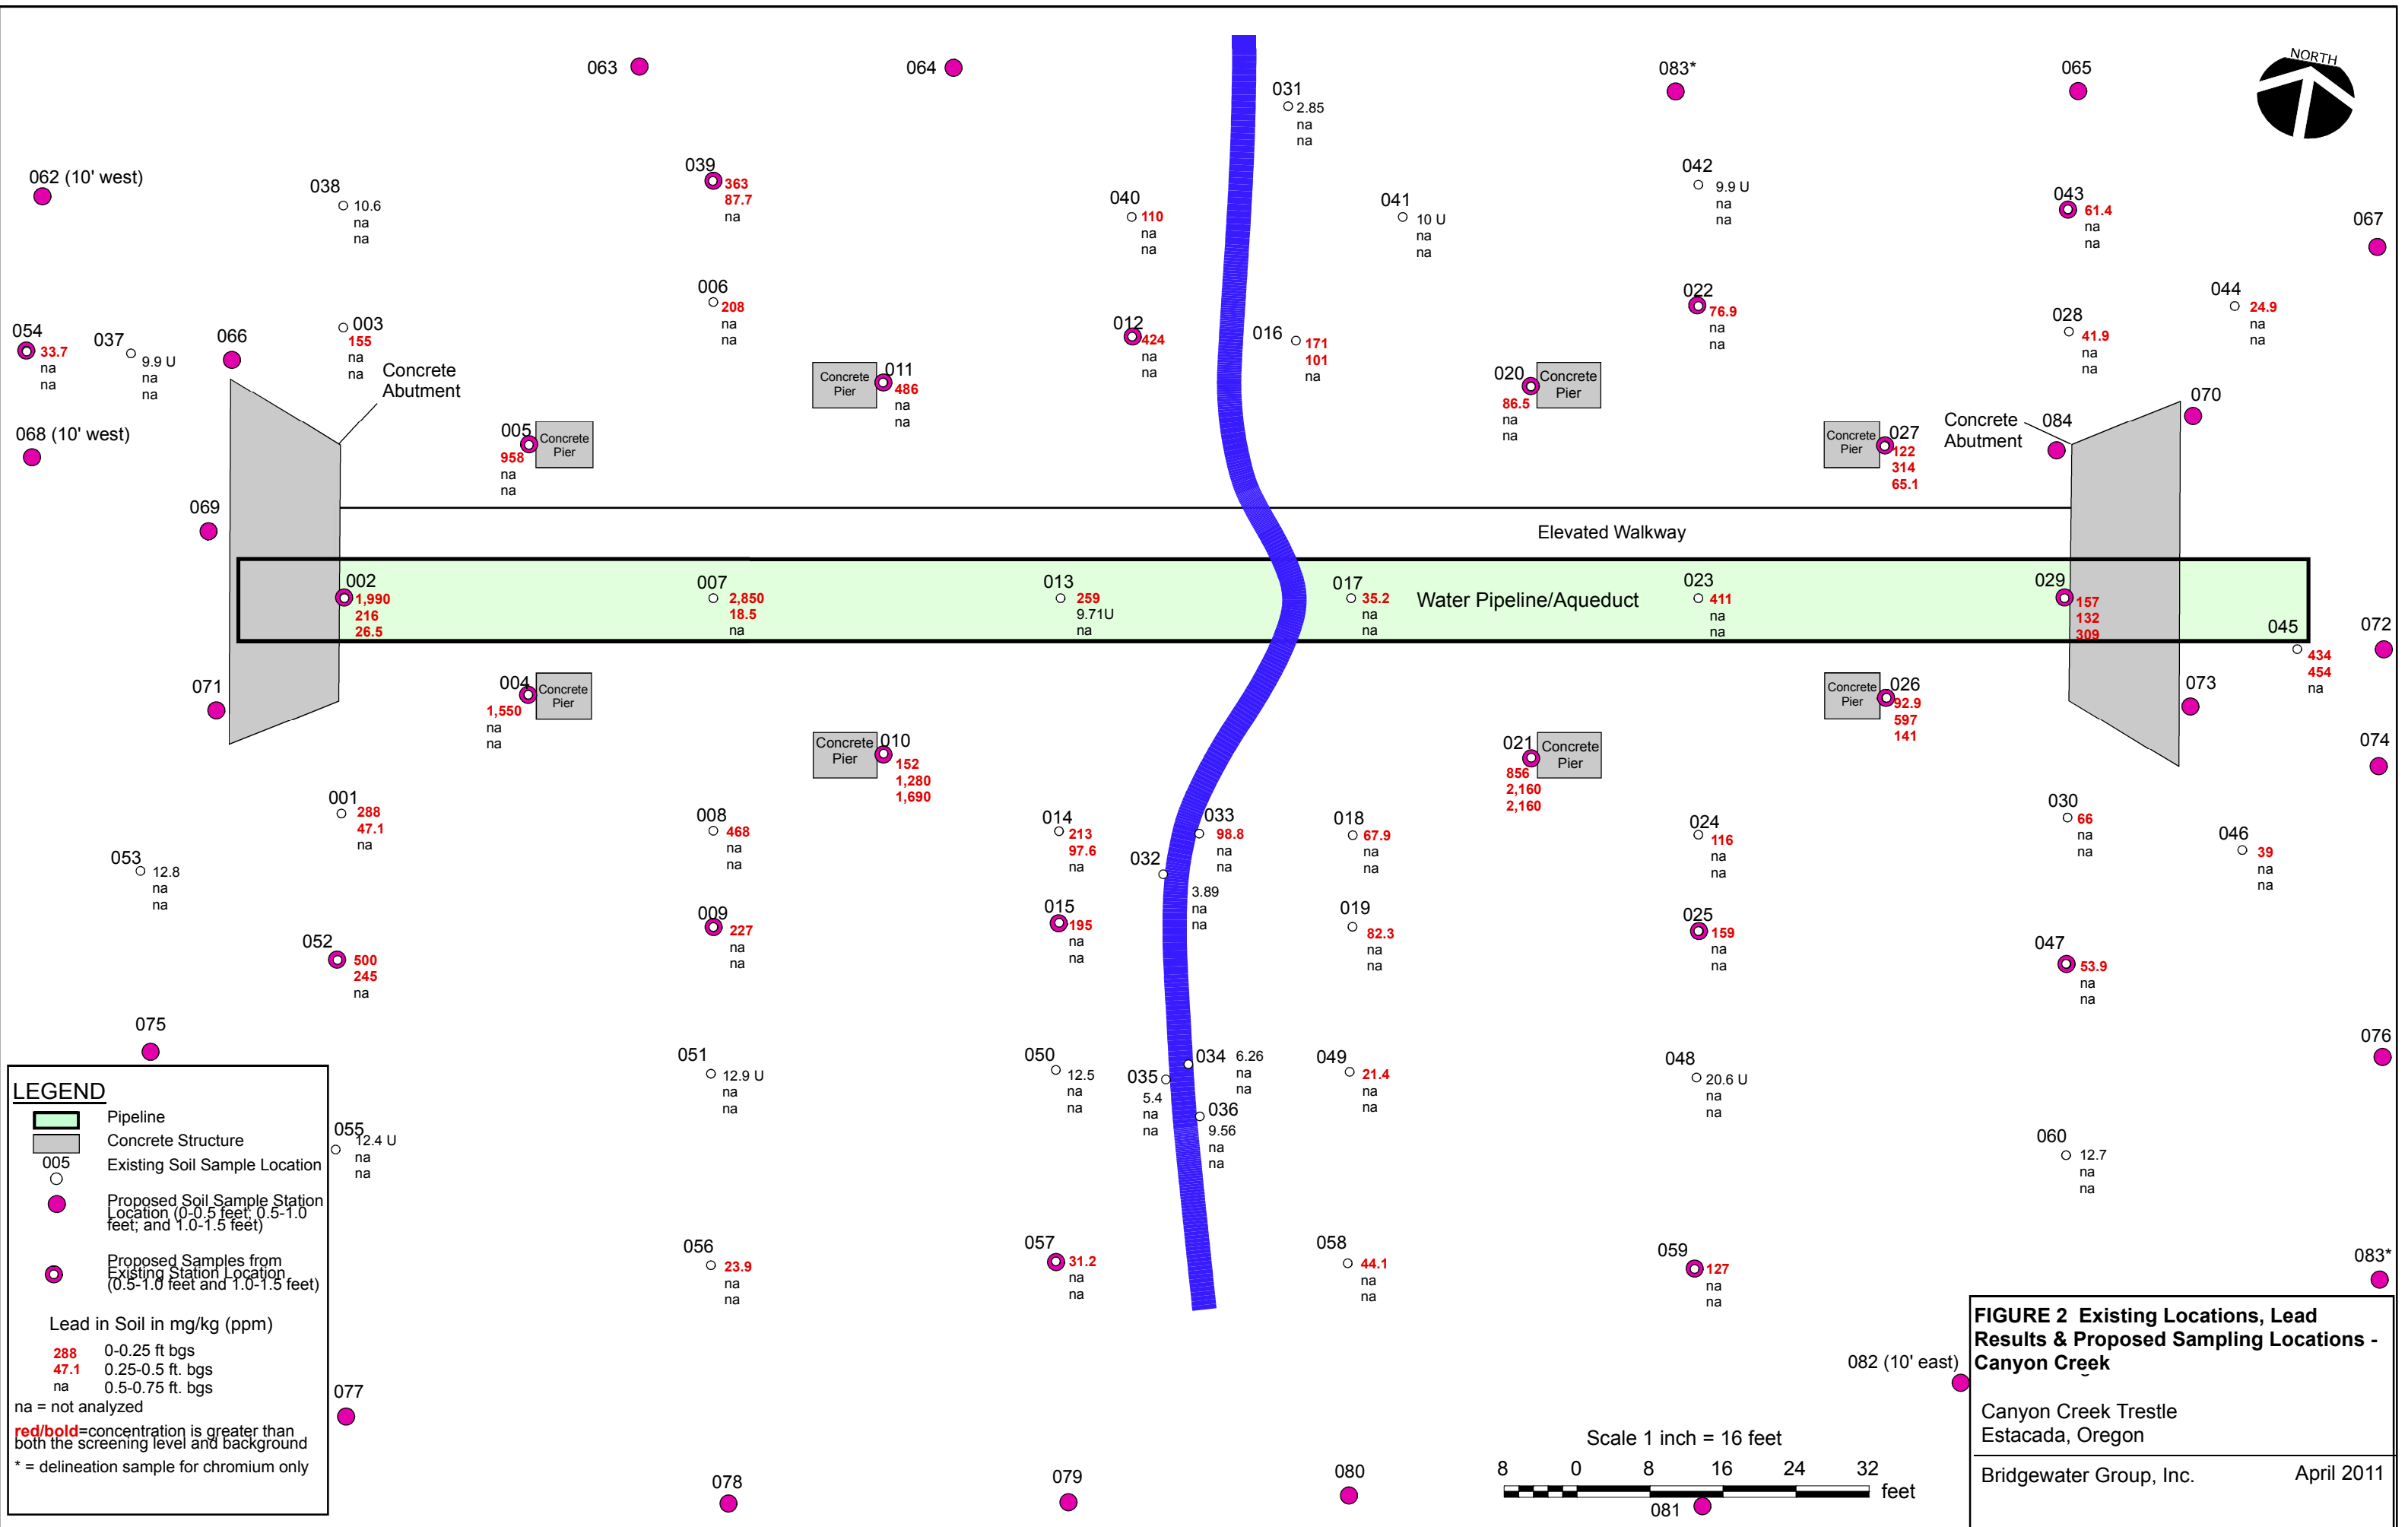 NORTH
063
064
083*
065
031
2.85
na
na
062 (10' west)
038
10.6
na
na
039
363
87.7
na
040
110
na
na
041
10 U
na
na
042
9.9 U
na
na
043
61.4
na
na
067
054
33.7
na
na
037
9.9 U
na
na
066
003
155
na
na
006
208
na
na
012
424
na
na
016
171
101
na
022
76.9
na
na
028
41.9
na
na
044
24.9
na
na
Concrete
Abutment
Concrete
Pier
011
486
na
na
020
86.5
na
na
Concrete
Pier
070
068 (10' west)
005
958
na
na
Concrete
Pier
Concrete
Pier
027
122
314
65.1
Concrete
Abutment
084
069
Elevated Walkway
002
1,990
216
26.5
007
2,850
18.5
na
013
259
9.71U
na
017
35.2
na
na
Water Pipeline/Aqueduct
023
411
na
na
029
157
132
309
045
434
454
na
072
071
004
1,550
na
na
Concrete
Pier
Concrete
Pier
026
92.9
597
141
073
Concrete
Pier
010
152
1,280
1,690
021
856
2,160
2,160
Concrete
Pier
074
001
288
47.1
na
008
468
na
na
014
213
97.6
na
033
98.8
na
na
032
3.89
na
na
018
67.9
na
na
024
116
na
na
030
66
na
na
046
39
na
na
053
12.8
na
na
009
227
na
na
015
195
na
na
019
82.3
na
na
025
159
na
na
052
500
245
na
047
53.9
na
na
075
051
12.9 U
na
na
050
12.5
na
na
035
5.4
na
na
034
6.26
na
na
036
9.56
na
na
049
21.4
na
na
048
20.6 U
na
na
076
055
12.4 U
na
na
060
12.7
na
na
056
23.9
na
na
057
31.2
na
na
058
44.1
na
na
059
127
na
na
083*
082 (10' east)
077
078
079
080
081
LEGEND
Pipeline
Concrete Structure
005
Existing Soil Sample Location
Proposed Soil Sample Station
Location (0-0.5 feet; 0.5-1.0
feet; and 1.0-1.5 feet)
Proposed Samples from
Existing Station Location
(0.5-1.0 feet and 1.0-1.5 feet)
Lead in Soil in mg/kg (ppm)
288 0-0.25 ft bgs
47.1 0.25-0.5 ft. bgs
na 0.5-0.75 ft. bgs
na = not analyzed
red/bold=concentration is greater than
both the screening level and background
* = delineation sample for chromium only
Scale 1 inch = 16 feet
8 0 8 16 24 32
feet
FIGURE 2 Existing Locations, Lead
Results & Proposed Sampling Locations -
Canyon Creek
Canyon Creek Trestle
Estacada, Oregon
Bridgewater Group, Inc. April 2011